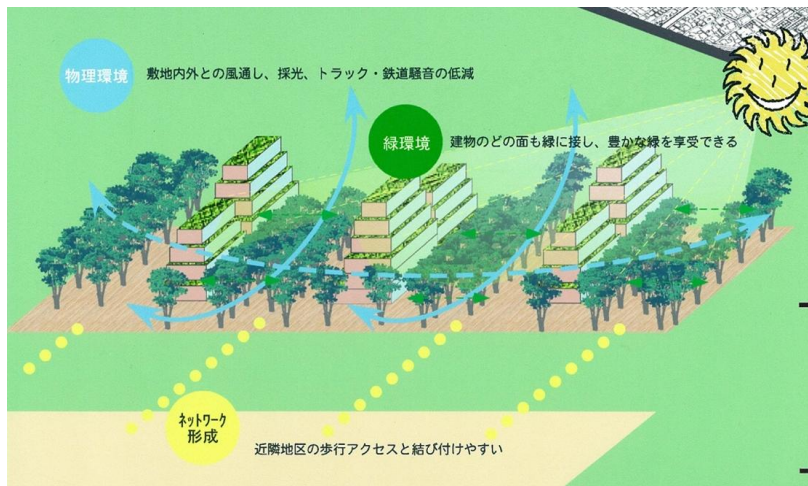 物理環境
敷地内外との風通し、採光、トラック・鉄道騒音の低減
緑環境
建物のどの面も緑に接し、豊かな緑を享受できる
ネットワーク
形成
近隣地区の歩行アクセスと結び付けやすい